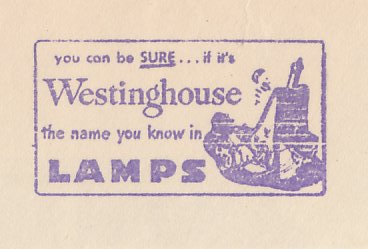 you can be SURE... if it's
Westinghouse
the name you know in
LAMPS